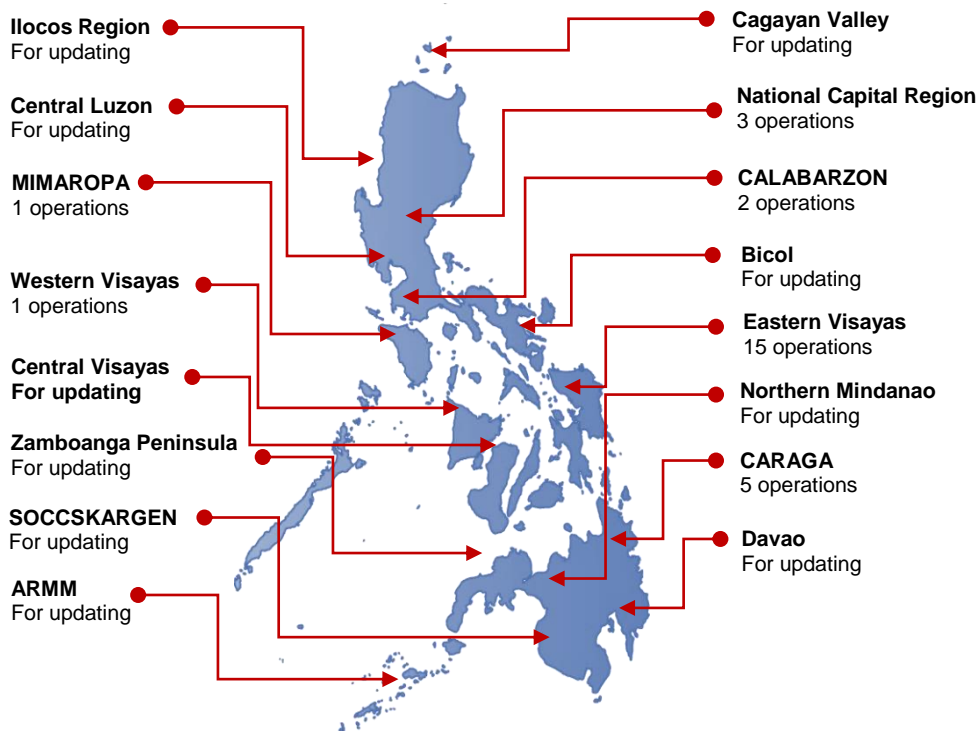 Ilocos Region
For updating
Central Luzon
For updating
MIMAROPA
1 operations
Western Visayas
1 operations
Central Visayas
For updating
Zamboanga Peninsula
For updating
SOCCSKARGEN
For updating
ARMM
For updating
Cagayan Valley
For updating
National Capital Region
3 operations
CALABARZON
2 operations
Bicol
For updating
Eastern Visayas
15 operations
Northern Mindanao
For updating
CARAGA
5 operations
Davao
For updating